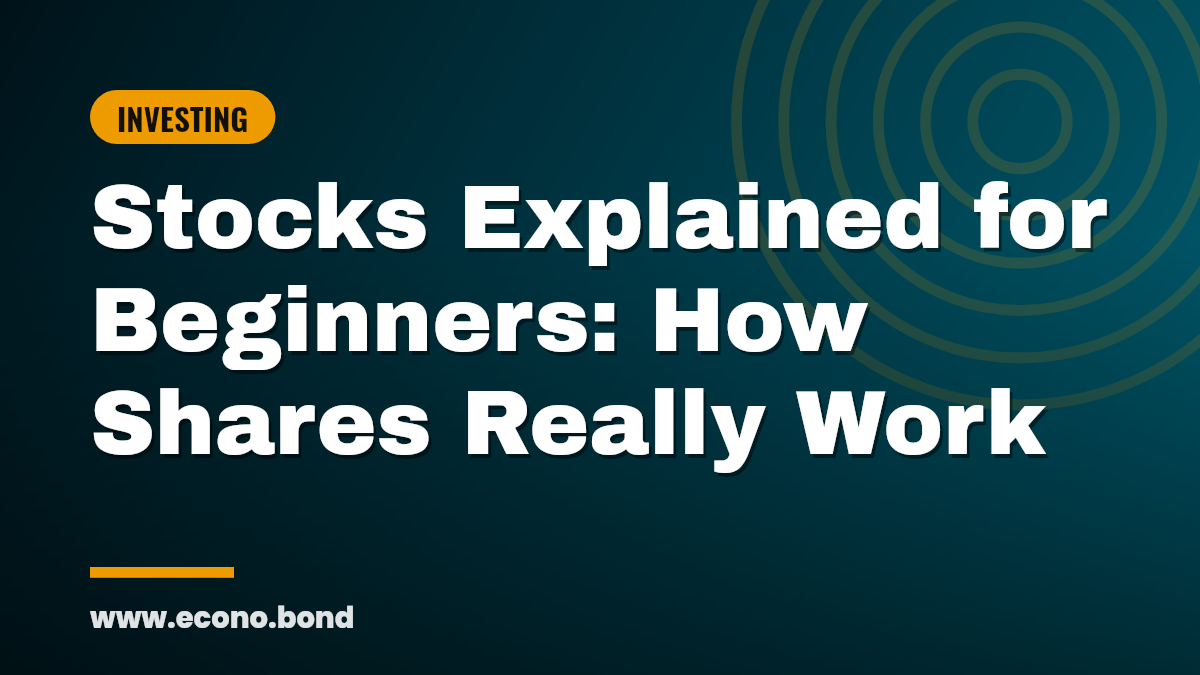 INVESTING
Stocks Explained for
Beginners: How
Shares Really Work
www.econo.bond